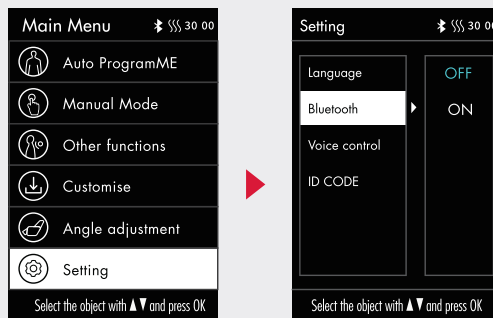 Main Menu 30 00
Auto ProgramME
Manual Mode
Other functions
Customise
Angle adjustment
Setting
Select the object with ▲▼ and press OK
Setting 30 00
Language OFF
Bluetooth ON
Voice control
ID CODE
Select the object with ▲▼ and press OK